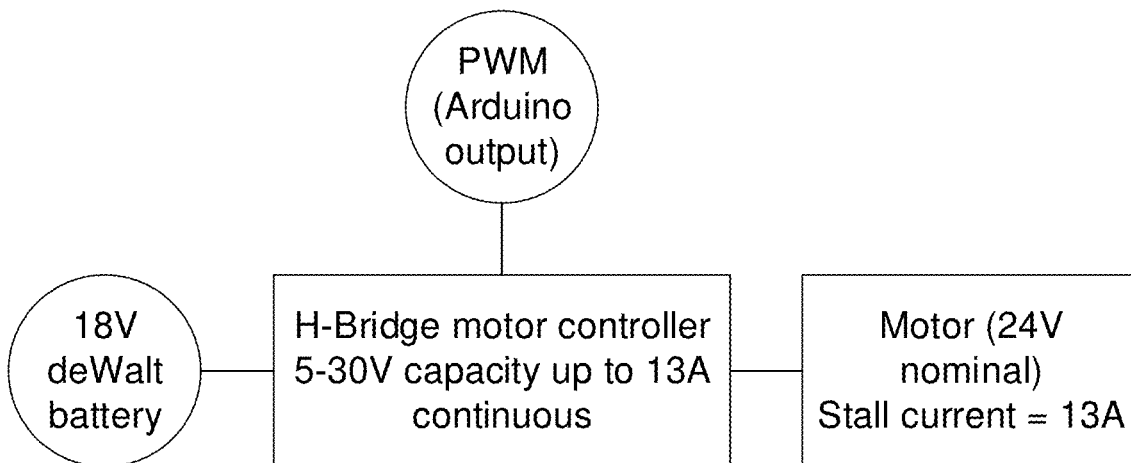 PWM
(Arduino
output)
18V
deWalt
battery
H-Bridge motor controller
5-30V capacity up to 13A
continuous
Motor (24V
nominal)
Stall current = 13A